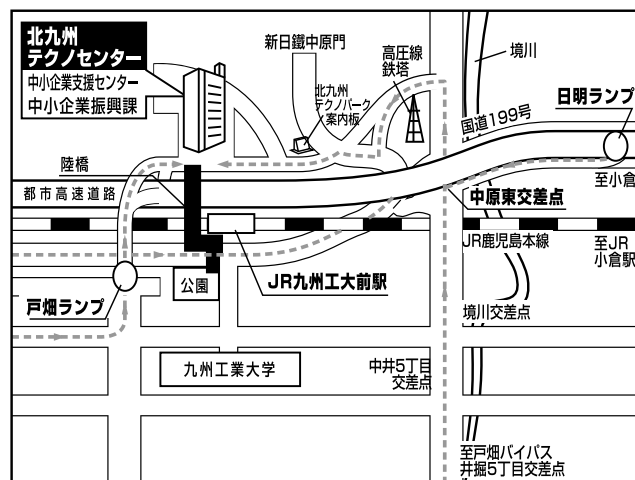 北九州
テクノセンター
中小企業支援センター
中小企業振興課
新日鐵中原門
高圧線
鉄塔
境川
北九州
テクノパーク
案内板
日明ランプ
国道199号
陸橋
都市高速道路
至小倉
中原東交差点
JR鹿児島本線
至JR
小倉駅
公園
JR九州工大前駅
戸畑ランプ
境川交差点
九州工業大学
中井5丁目
交差点
至戸畑バイパス
井掘5丁目交差点